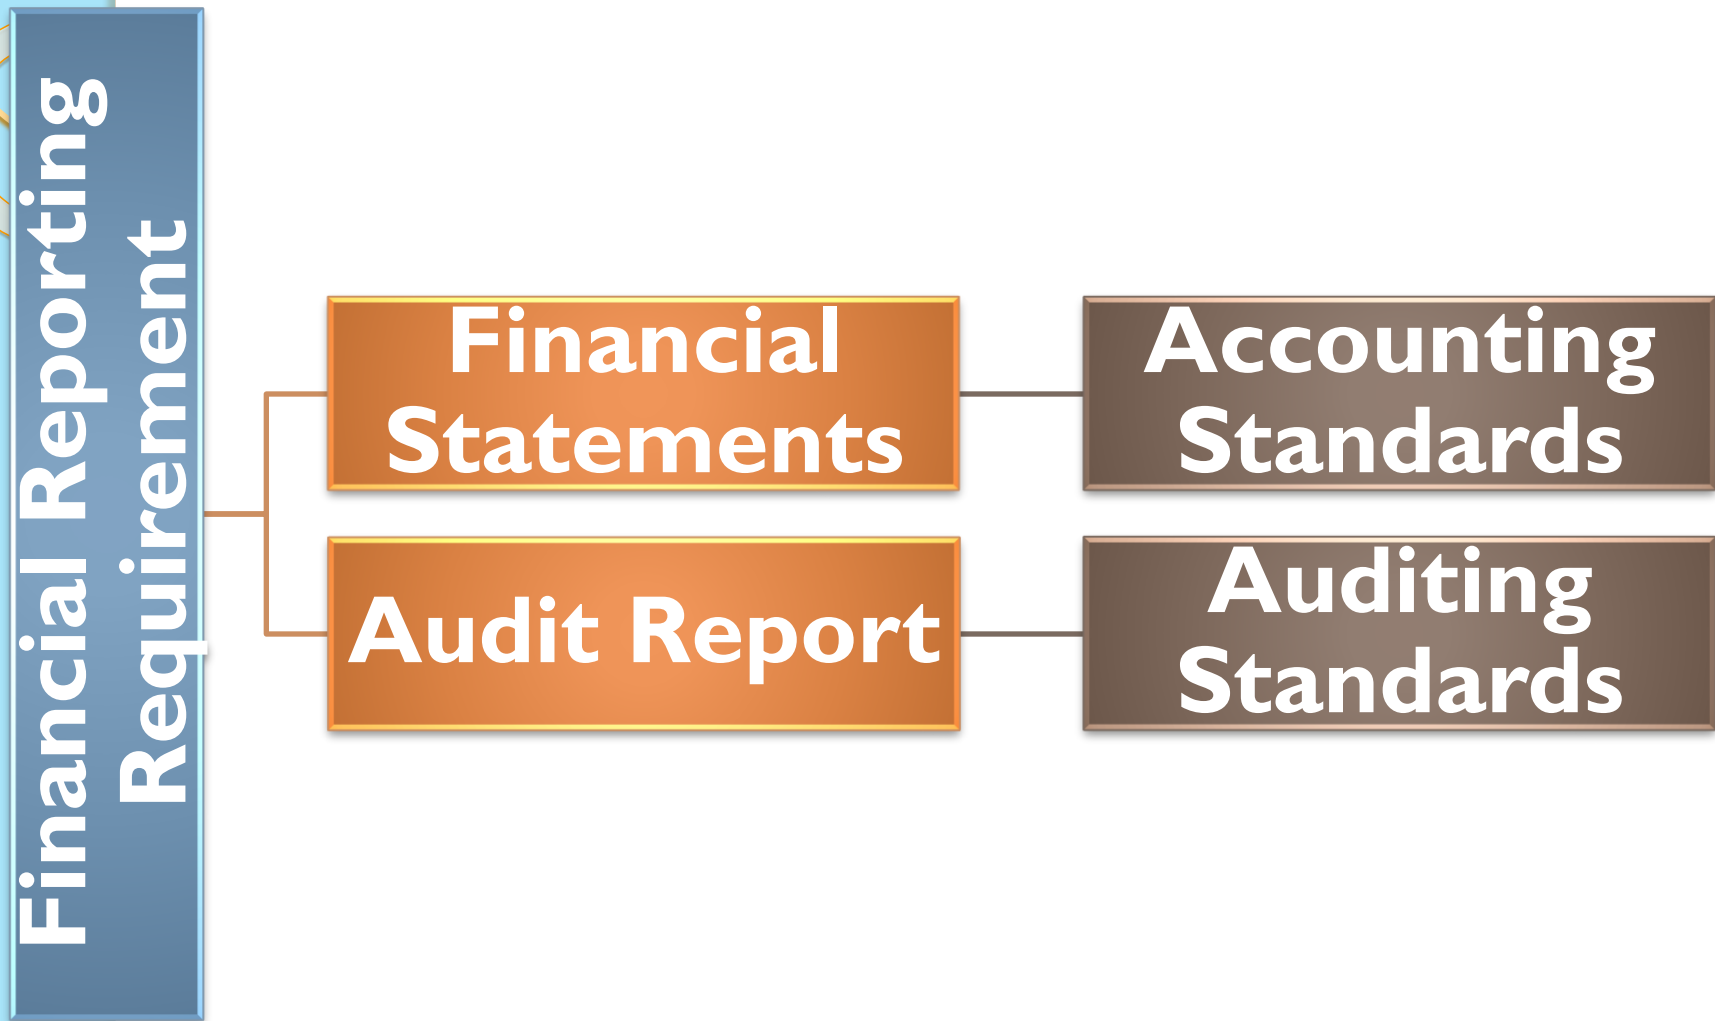 Financial Reporting
Requirement
Financial
Statements
Accounting
Standards
Audit Report
Auditing
Standards